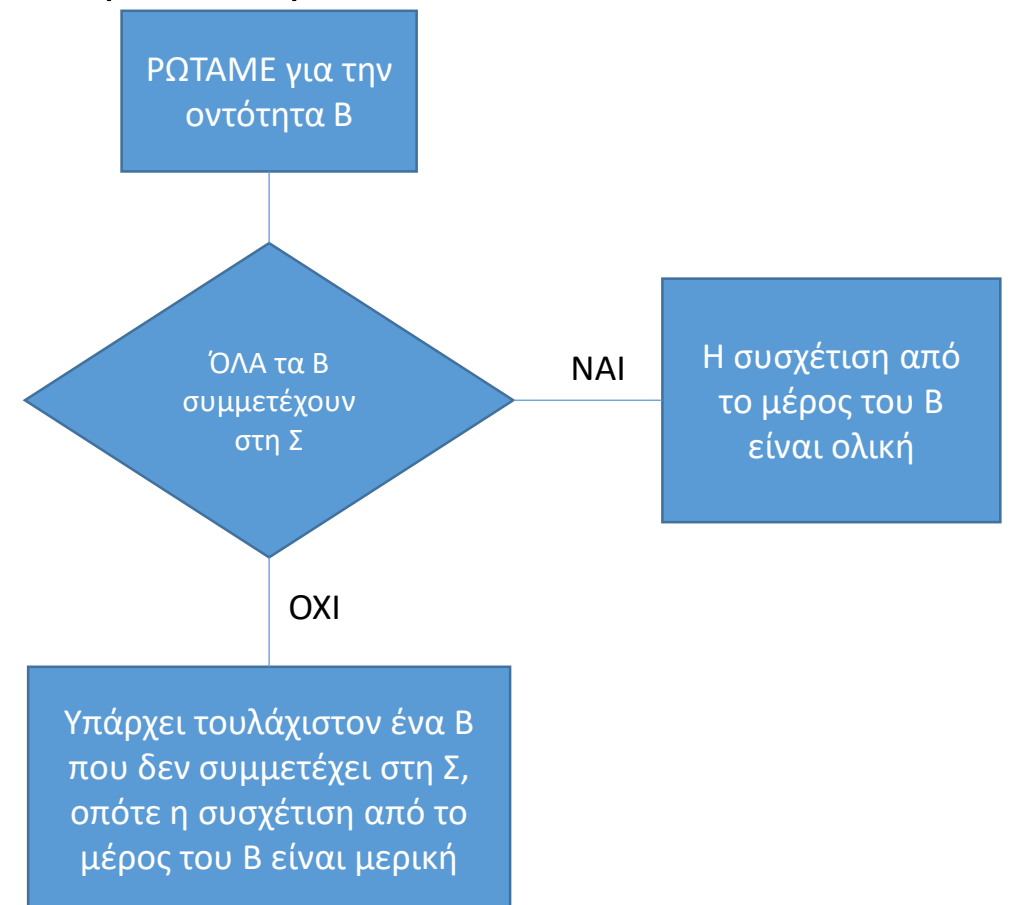 ΡΩΤΑΜΕ για την
οντότητα Β
ΌΛΑ τα Β
συμμετέχουν
στη Σ
ΝΑΙ
Η συσχέτιση από
το μέρος του Β
είναι ολική
ΟΧΙ
Υπάρχει τουλάχιστον ένα Β
που δεν συμμετέχει στη Σ,
οπότε η συσχέτιση από το
μέρος του Β είναι μερική